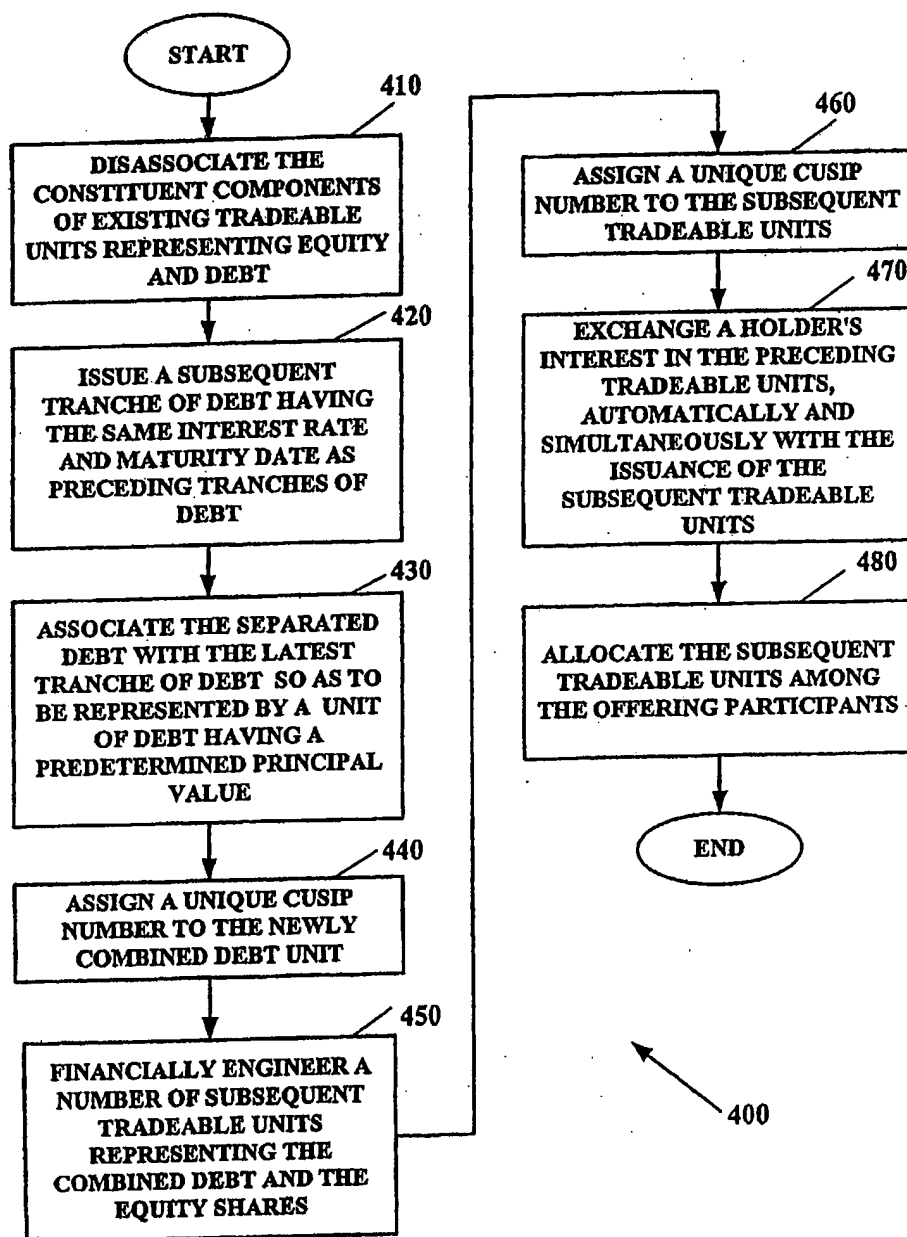 START
410
DISASSOCIATE THE
CONSTITUENT COMPONENTS
OF EXISTING TRADEABLE
UNITS REPRESENTING EQUITY
AND DEBT
420
ISSUE A SUBSEQUENT
TRANCHE OF DEBT HAVING
THE SAME INTEREST RATE
AND MATURITY DATE AS
PRECEDING TRANCHES OF
DEBT
430
ASSOCIATE THE SEPARATED
DEBT WITH THE LATEST
TRANCHE OF DEBT SO AS TO
BE REPRESENTED BY A UNIT
OF DEBT HAVING A
PREDETERMINED PRINCIPAL
VALUE
440
ASSIGN A UNIQUE CUSIP
NUMBER TO THE NEWLY
COMBINED DEBT UNIT
450
FINANCIALLY ENGINEER A
NUMBER OF SUBSEQUENT
TRADEABLE UNITS
REPRESENTING THE
COMBINED DEBT AND THE
EQUITY SHARES
460
ASSIGN A UNIQUE CUSIP
NUMBER TO THE SUBSEQUENT
TRADEABLE UNITS
470
EXCHANGE A HOLDER'S
INTEREST IN THE PRECEDING
TRADEABLE UNITS,
AUTOMATICALLY AND
SIMULTANEOUSLY WITH THE
ISSUANCE OF THE
SUBSEQUENT TRADEABLE
UNITS
480
ALLOCATE THE SUBSEQUENT
TRADEABLE UNITS AMONG
THE OFFERING PARTICIPANTS
END
400